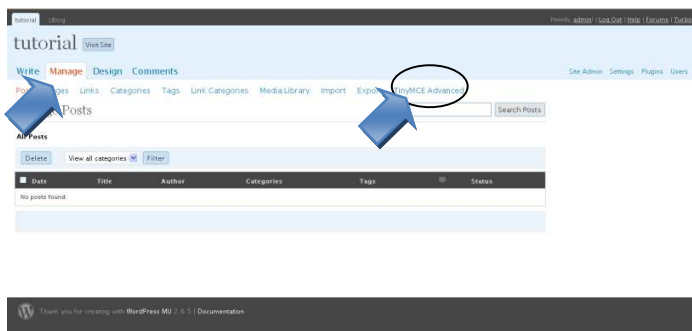 tutorial UBlog Howdy, admin! | Log Out | Help | Forums | Turbo
tutorial Visit Site
Write Manage Design Comments Site Admin Settings Plugins Users
Links Categories Tags Link Categories Media Library Import TinyMCE Advanced
Posts Search Posts
All Posts
Delete View all categories Filter
Date Title Author Categories Tags Status
No posts found.
Thank you for creating with WordPress MU 2.6.5 | Documentation